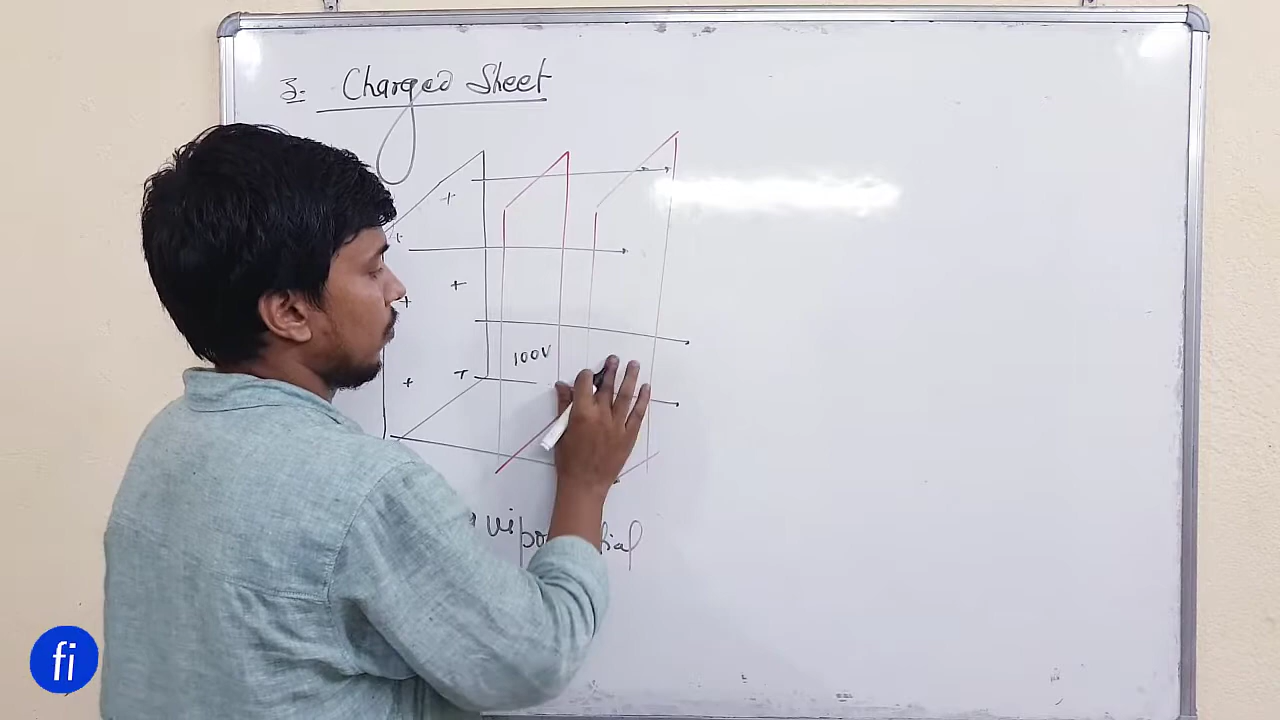 3- Charged Sheet
+
+
+
+
+
100V
+
fi